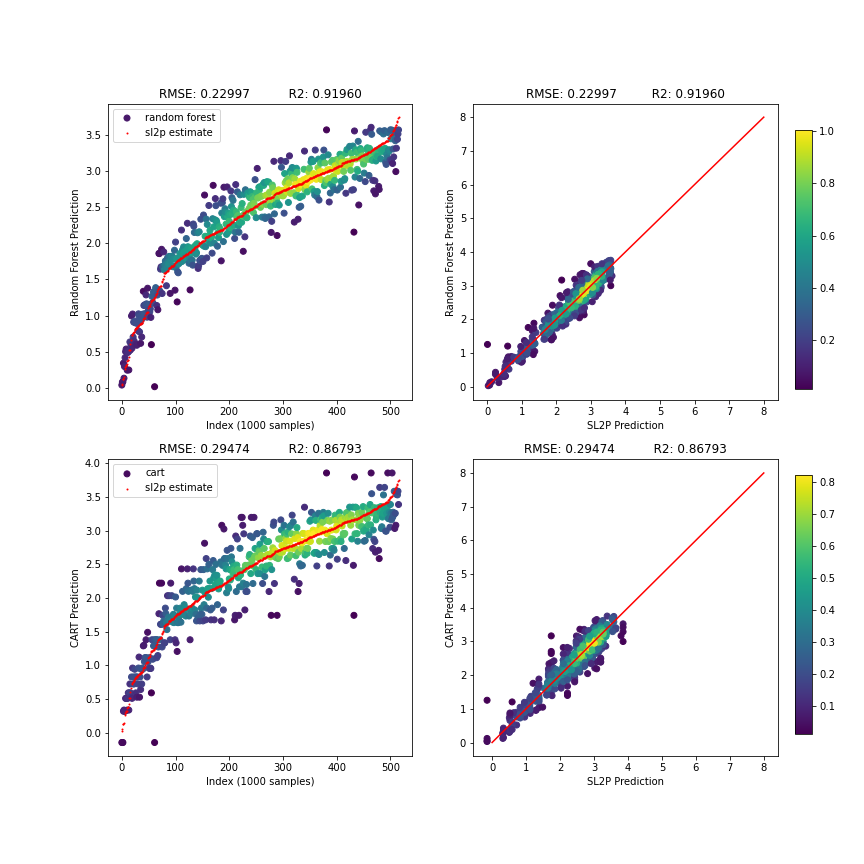 RMSE: 0.22997 R2: 0.91960
random forest
sl2p estimate
Random Forest Prediction
3.5
3.0
2.5
2.0
1.5
1.0
0.5
0.0
0 100 200 300 400 500
Index (1000 samples)
RMSE: 0.22997 R2: 0.91960
Random Forest Prediction
8
7
6
5
4
3
2
1
0
0 1 2 3 4 5 6 7 8
SL2P Prediction
1.0
0.8
0.6
0.4
0.2
RMSE: 0.29474 R2: 0.86793
cart
sl2p estimate
CART Prediction
4.0
3.5
3.0
2.5
2.0
1.5
1.0
0.5
0.0
0 100 200 300 400 500
Index (1000 samples)
RMSE: 0.29474 R2: 0.86793
CART Prediction
8
7
6
5
4
3
2
1
0
0 1 2 3 4 5 6 7 8
SL2P Prediction
0.8
0.7
0.6
0.5
0.4
0.3
0.2
0.1